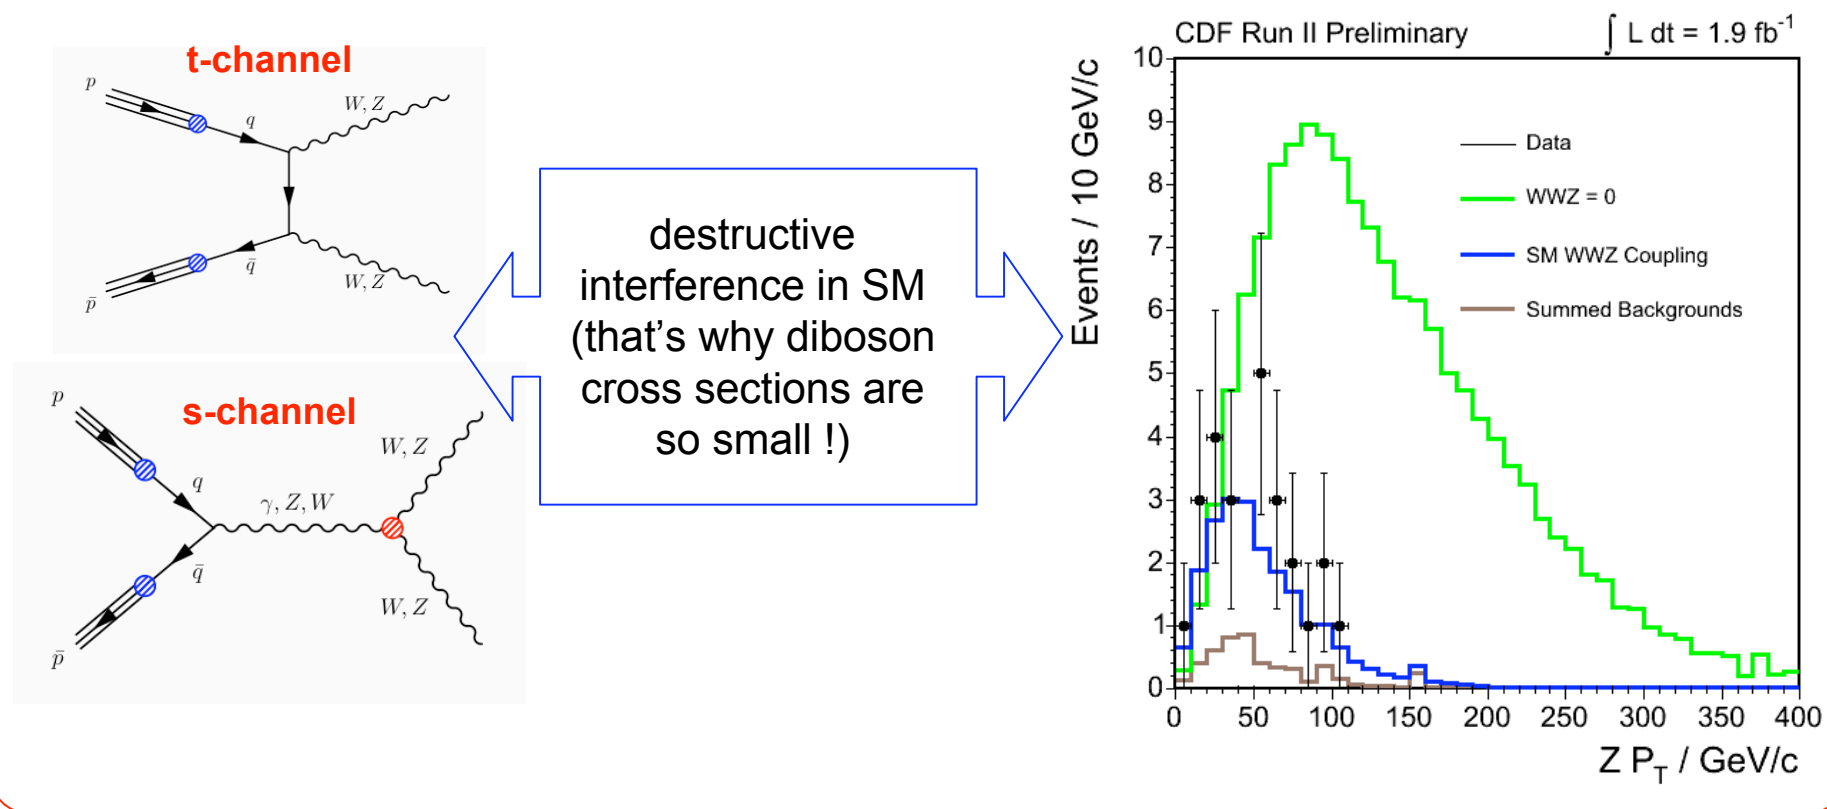 t-channel
p
q
W, Z
q̄
p̄
W, Z
s-channel
p
q
γ, Z, W
W, Z
q̄
p̄
W, Z
destructive
interference in SM
(that’s why diboson
cross sections are
so small !)
CDF Run II Preliminary
∫ L dt = 1.9 fb⁻¹
Events / 10 GeV/c
10
9
8
7
6
5
4
3
2
1
0
Data
WWZ = 0
SM WWZ Coupling
Summed Backgrounds
0 50 100 150 200 250 300 350 400
Z P_T / GeV/c